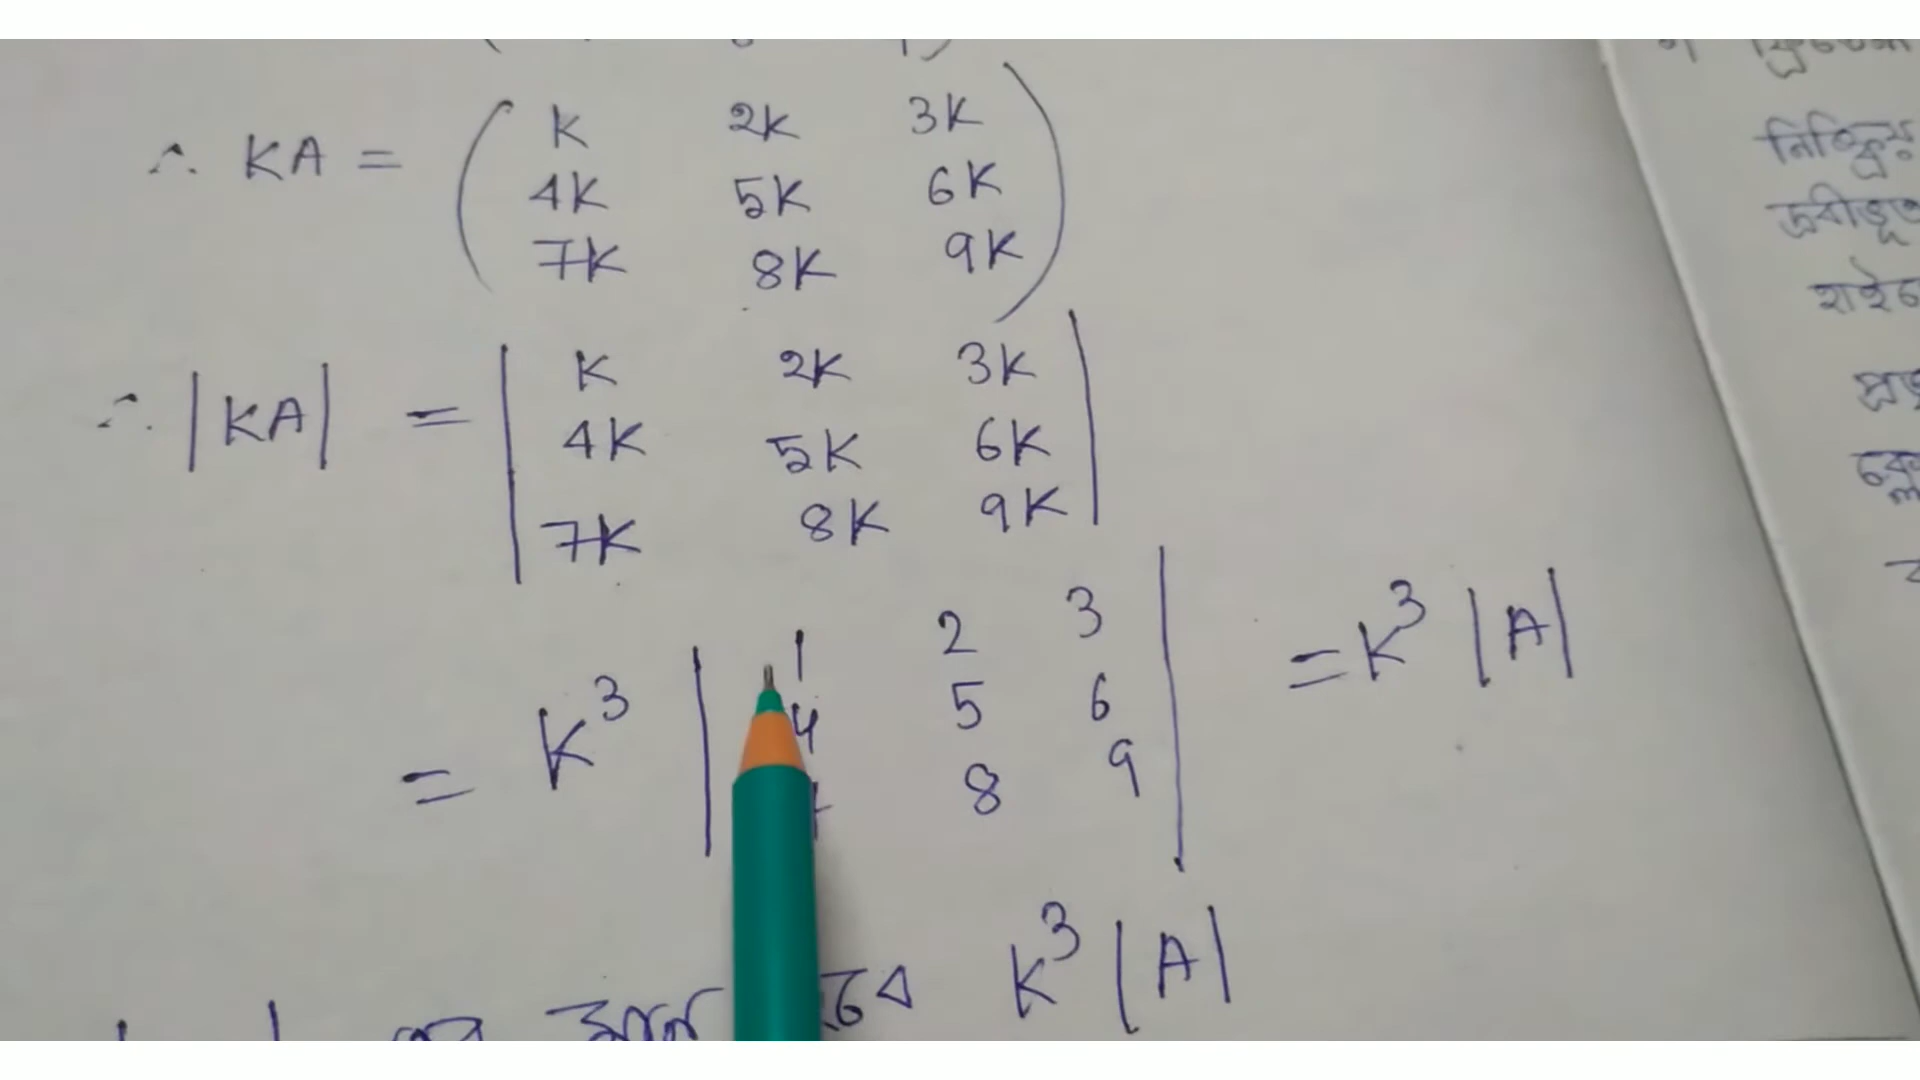 ∴ KA = ( K 2K 3K
4K 5K 6K
7K 8K 9K )
∴ |KA| = | K 2K 3K
4K 5K 6K
7K 8K 9K |
= K³ | 1 2 3
4 5 6
7 8 9 | = K³ |A|
মান K³ |A|
নিষ্ক্রিয়